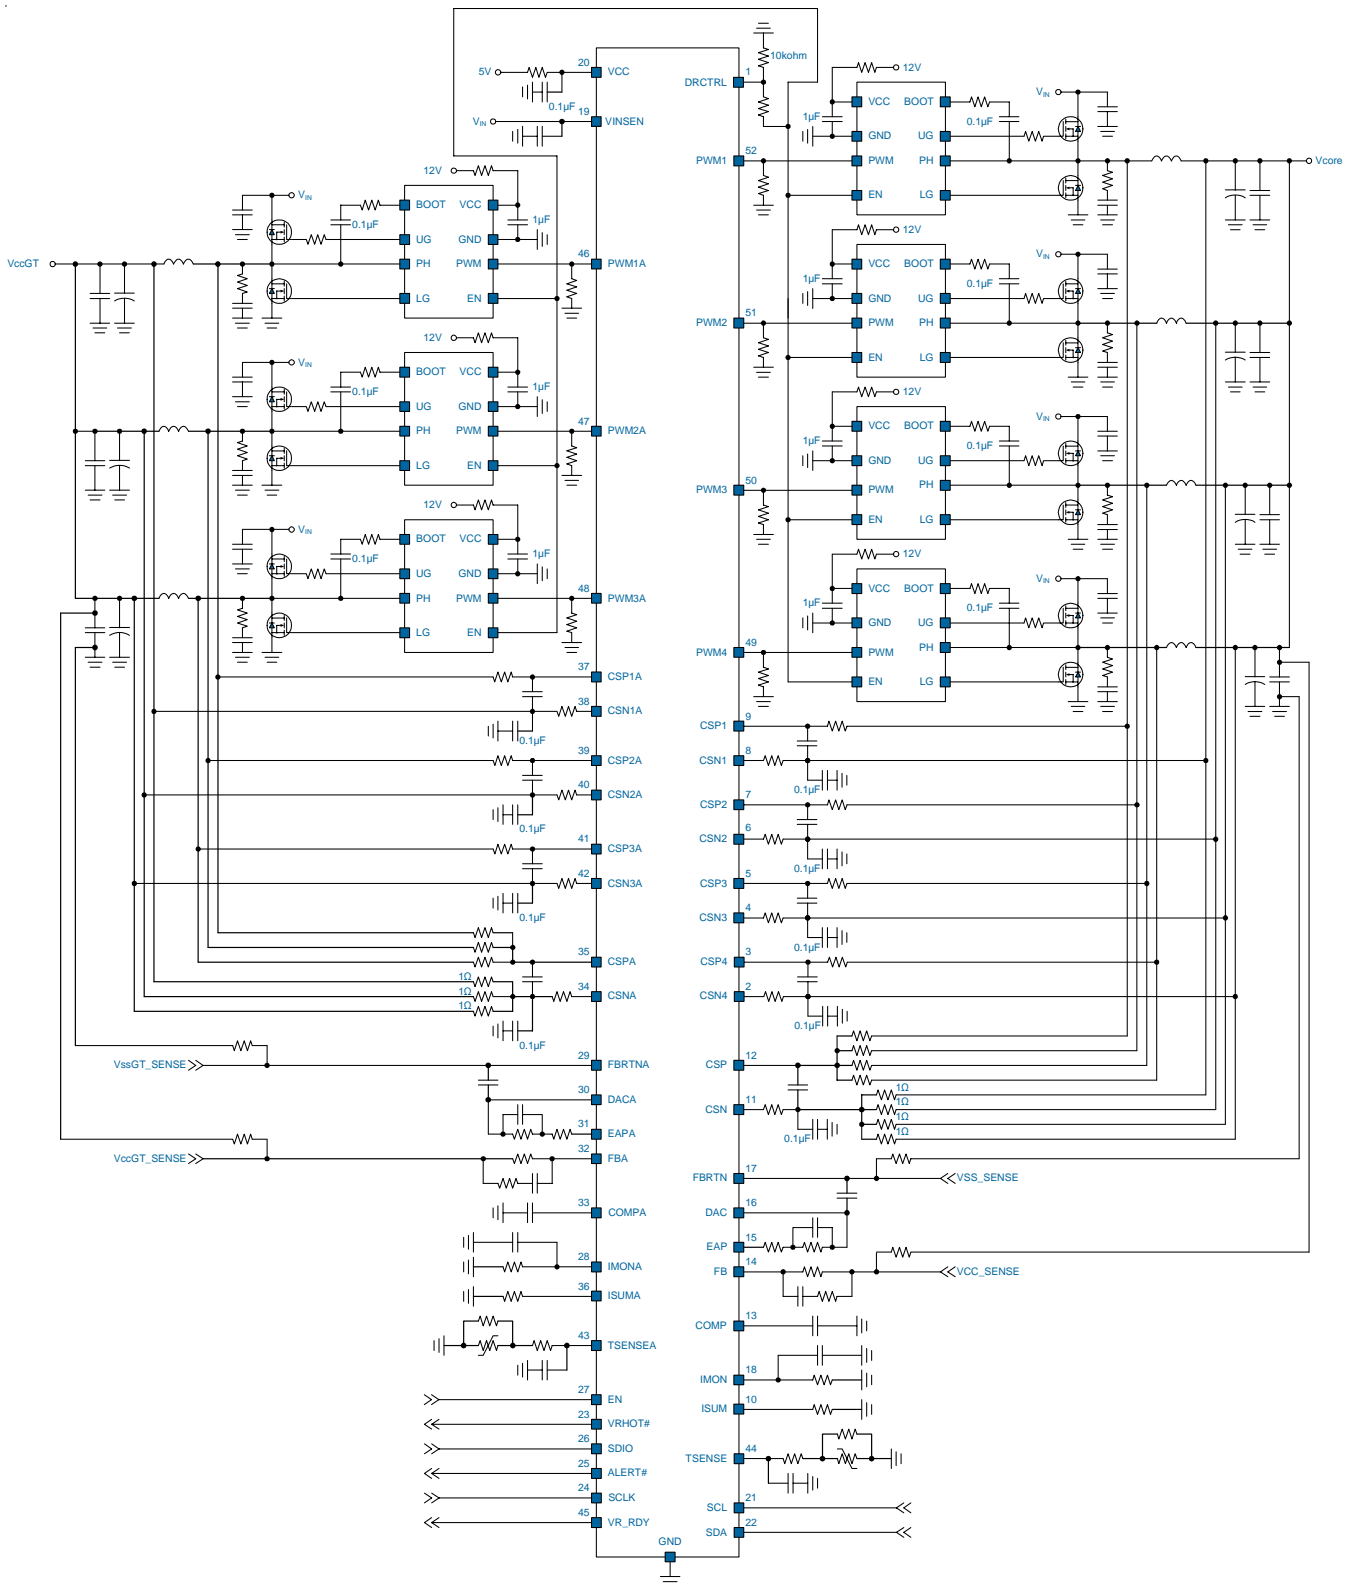 10kohm
5V
20
VCC
0.1µF
19
VINSEN
VIN
1
DRCTRL
12V
VCC
BOOT
1µF
GND
UG
0.1µF
VIN
52
PWM1
PWM
PH
Vcore
EN
LG
12V
VIN
BOOT
VCC
0.1µF
1µF
UG
GND
VccGT
PH
PWM
46
PWM1A
LG
EN
12V
VCC
BOOT
1µF
GND
UG
0.1µF
VIN
51
PWM2
PWM
PH
EN
LG
12V
VIN
BOOT
VCC
0.1µF
1µF
UG
GND
PH
PWM
47
PWM2A
LG
EN
12V
VCC
BOOT
1µF
GND
UG
0.1µF
VIN
50
PWM3
PWM
PH
EN
LG
12V
VIN
BOOT
VCC
0.1µF
1µF
UG
GND
PH
PWM
48
PWM3A
LG
EN
12V
VCC
BOOT
1µF
GND
UG
0.1µF
VIN
49
PWM4
PWM
PH
EN
LG
37
CSP1A
38
CSN1A
0.1µF
39
CSP2A
40
CSN2A
0.1µF
41
CSP3A
42
CSN3A
0.1µF
35
CSPA
1Ω
1Ω
1Ω
34
CSNA
0.1µF
VssGT_SENSE
29
FBRTNA
30
DACA
31
EAPA
VccGT_SENSE
32
FBA
33
COMPA
28
IMONA
36
ISUMA
43
TSENSEA
27
EN
23
VRHOT#
26
SDIO
25
ALERT#
24
SCLK
45
VR_RDY
GND
9
CSP1
8
CSN1
0.1µF
7
CSP2
6
CSN2
0.1µF
5
CSP3
4
CSN3
0.1µF
3
CSP4
2
CSN4
0.1µF
12
CSP
11
CSN
1Ω
1Ω
1Ω
1Ω
0.1µF
17
FBRTN
VSS_SENSE
16
DAC
15
EAP
14
FB
VCC_SENSE
13
COMP
18
IMON
10
ISUM
44
TSENSE
21
SCL
22
SDA